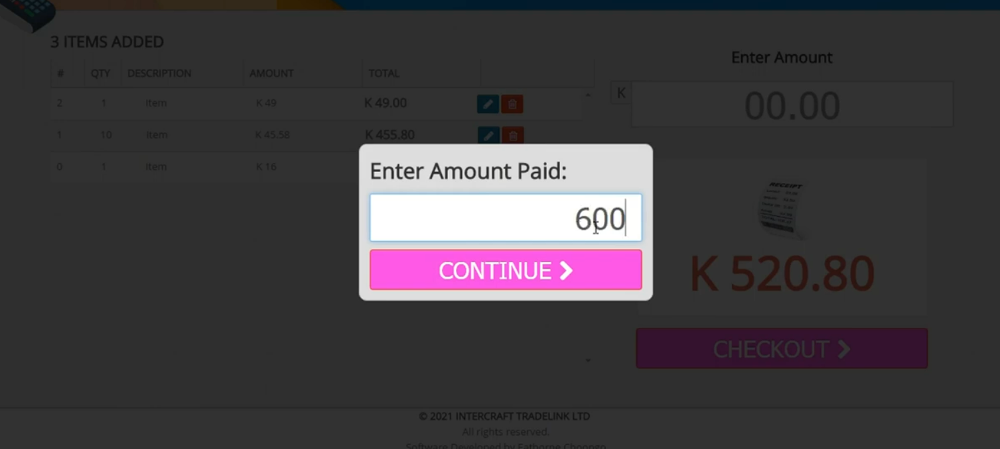 3 ITEMS ADDED
# QTY DESCRIPTION AMOUNT TOTAL
2 1 Item K 49 K 49.00
1 10 Item K 45.58 K 455.80
0 1 Item K 16
Enter Amount
K 00.00
Enter Amount Paid:
600
CONTINUE
RECEIPT
K 520.80
CHECKOUT
© 2021 INTERCRAFT TRADELINK LTD
All rights reserved.
Software Developed by